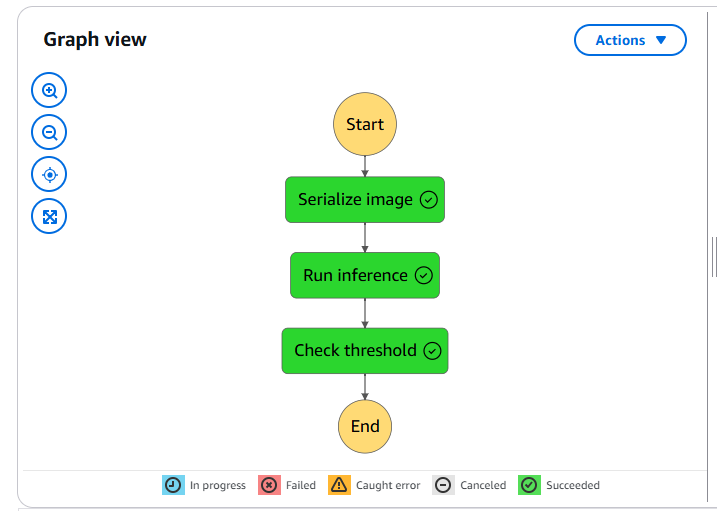 Graph view
Actions
Start
Serialize image
Run inference
Check threshold
End
In progress Failed Caught error Canceled Succeeded